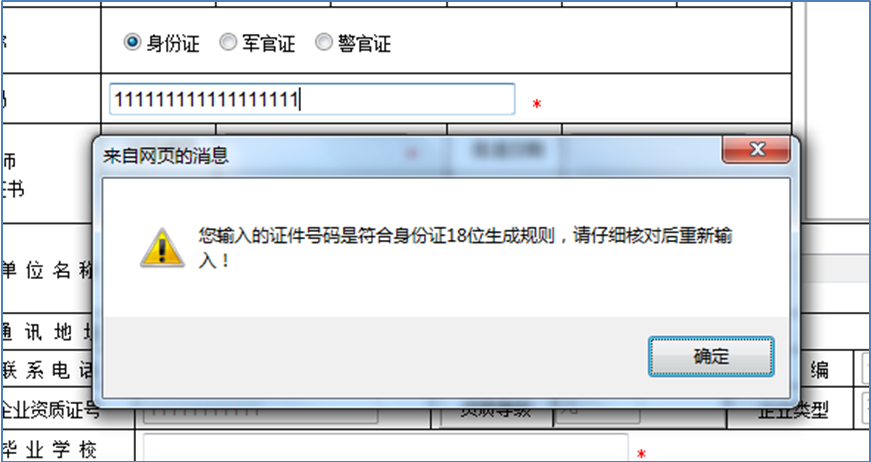 身份证 军官证 警官证
111111111111111111 *
来自网页的消息
师
书
您输入的证件号码是符合身份证18位生成规则，请仔细核对后重新输
入！
单 位 名 称
通 讯 地
确定
联 系 电 话
编
企业资质证号
企业类型
毕 业 学 校 *